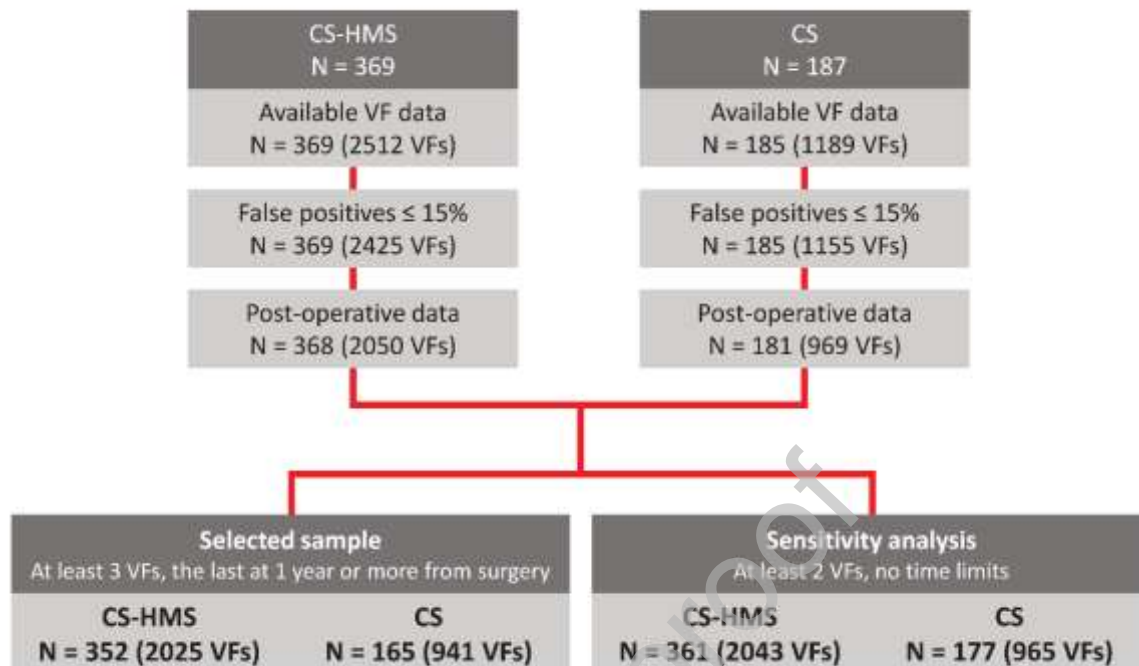 CS-HMS
N = 369
Available VF data
N = 369 (2512 VFs)
False positives ≤ 15%
N = 369 (2425 VFs)
Post-operative data
N = 368 (2050 VFs)
CS
N = 187
Available VF data
N = 185 (1189 VFs)
False positives ≤ 15%
N = 185 (1155 VFs)
Post-operative data
N = 181 (969 VFs)
Selected sample
At least 3 VFs, the last at 1 year or more from surgery
CS-HMS
N = 352 (2025 VFs)
CS
N = 165 (941 VFs)
Sensitivity analysis
At least 2 VFs, no time limits
CS-HMS
N = 361 (2043 VFs)
CS
N = 177 (965 VFs)
roof